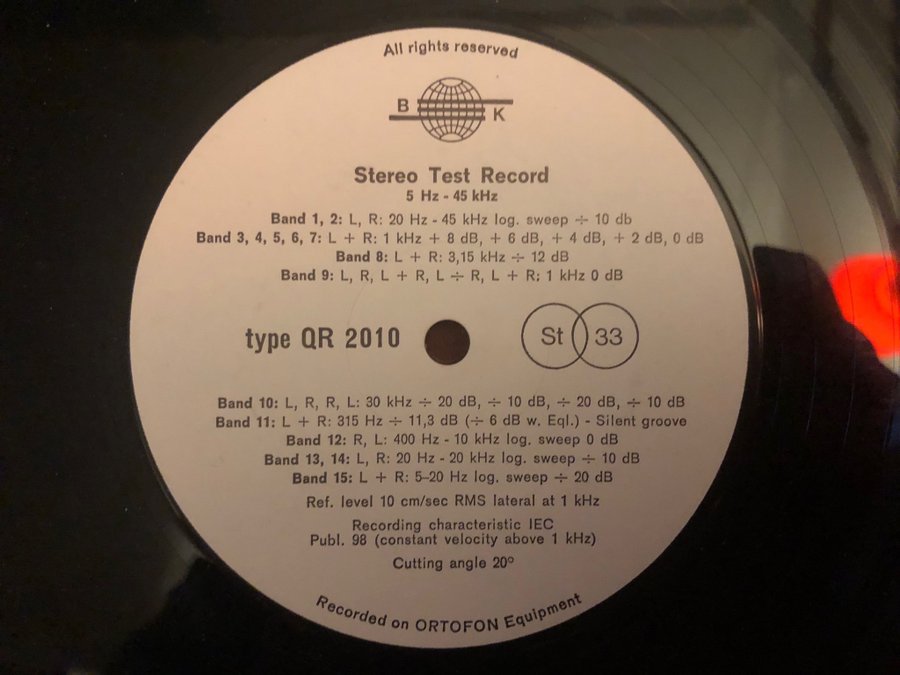 All rights reserved
B K
Stereo Test Record
5 Hz - 45 kHz
Band 1, 2: L, R: 20 Hz - 45 kHz log. sweep ÷ 10 db
Band 3, 4, 5, 6, 7: L + R: 1 kHz + 8 dB, + 6 dB, + 4 dB, + 2 dB, 0 dB
Band 8: L + R: 3,15 kHz ÷ 12 dB
Band 9: L, R, L + R, L ÷ R, L + R: 1 kHz 0 dB
type QR 2010
St 33
Band 10: L, R, R, L: 30 kHz ÷ 20 dB, ÷ 10 dB, ÷ 20 dB, ÷ 10 dB
Band 11: L + R: 315 Hz ÷ 11,3 dB (÷ 6 dB w. Eql.) - Silent groove
Band 12: R, L: 400 Hz - 10 kHz log. sweep 0 dB
Band 13, 14: L, R: 20 Hz - 20 kHz log. sweep ÷ 10 dB
Band 15: L + R: 5–20 Hz log. sweep ÷ 20 dB
Ref. level 10 cm/sec RMS lateral at 1 kHz
Recording characteristic IEC
Publ. 98 (constant velocity above 1 kHz)
Cutting angle 20°
Recorded on ORTOFON Equipment